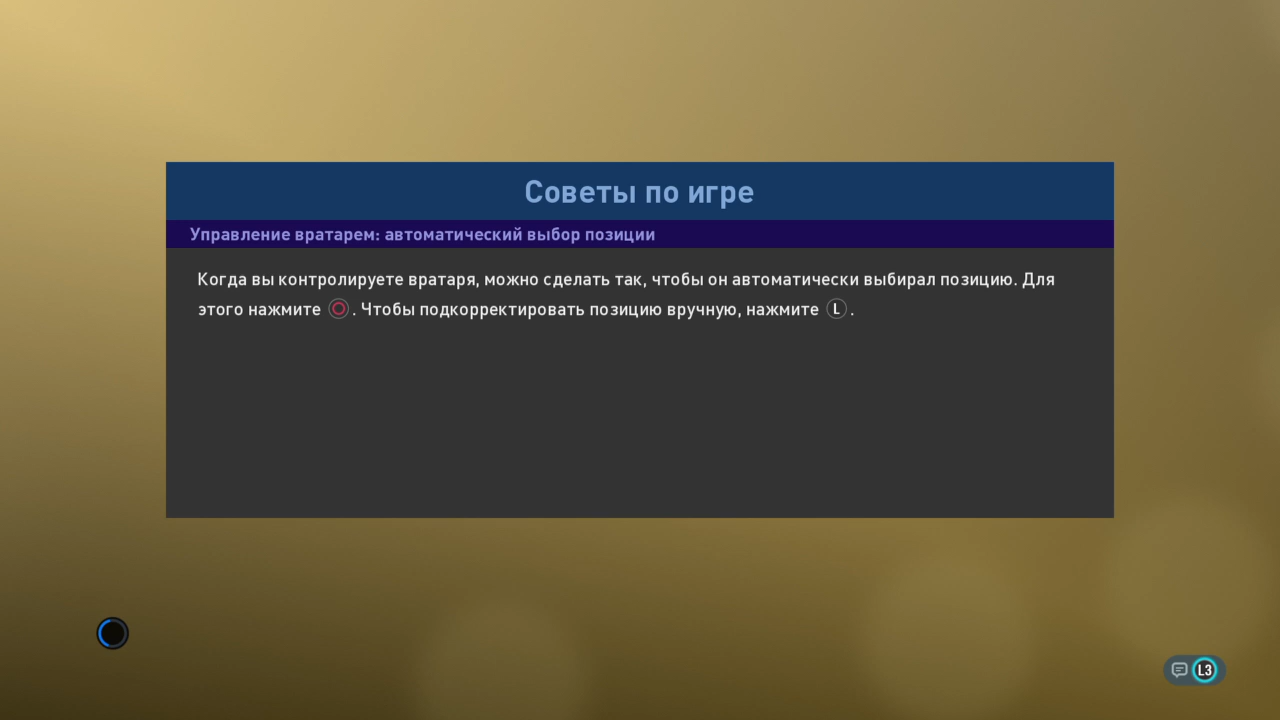 Советы по игре
Управление вратарем: автоматический выбор позиции
Когда вы контролируете вратаря, можно сделать так, чтобы он автоматически выбирал позицию. Для
этого нажмите . Чтобы подкорректировать позицию вручную, нажмите L .
L3